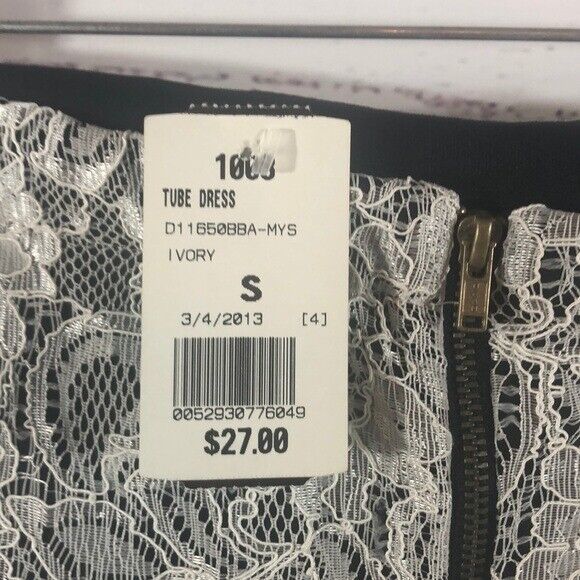 TUBE DRESS
D11650BBA-MYS
IVORY
S
3/4/2013 [4]
0052930776049
$27.00